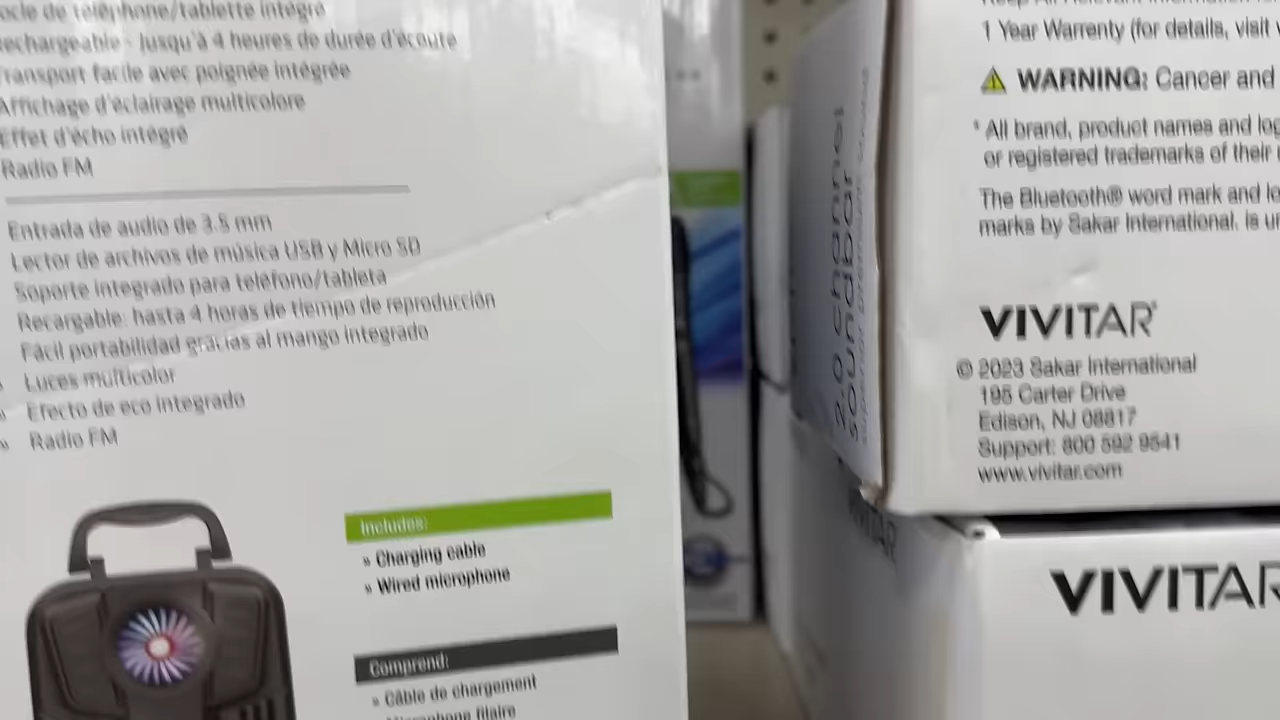 ocle de téléphone/tablette intégré
echargeable - Jusqu'à 4 heures de durée d'écoute
Transport facile avec poignée intégrée
Affichage d'éclairage multicolore
Effet d'écho intégré
Radio FM
Entrada de audio de 3.5 mm
Lector de archivos de música USB y Micro SD
Soporte integrado para teléfono/tableta
Recargable: hasta 4 horas de tiempo de reproducción
Fácil portabilidad gracias al mango integrado
» Luces multicolor
» Efecto de eco integrado
» Radio FM
Includes:
» Charging cable
» Wired microphone
Comprend:
» Câble de chargement
Microphone filaire
2.0 channel
soundbar
VIVITAR
1 Year Warrenty (for details, visit
WARNING: Cancer and
* All brand, product names and log
or registered trademarks of their
The Bluetooth® word mark and lo
marks by Sakar International. is u
VIVITAR
© 2023 Sakar International
195 Carter Drive
Edison, NJ 08817
Support: 800 592 9541
www.vivitar.com
VIVITAR